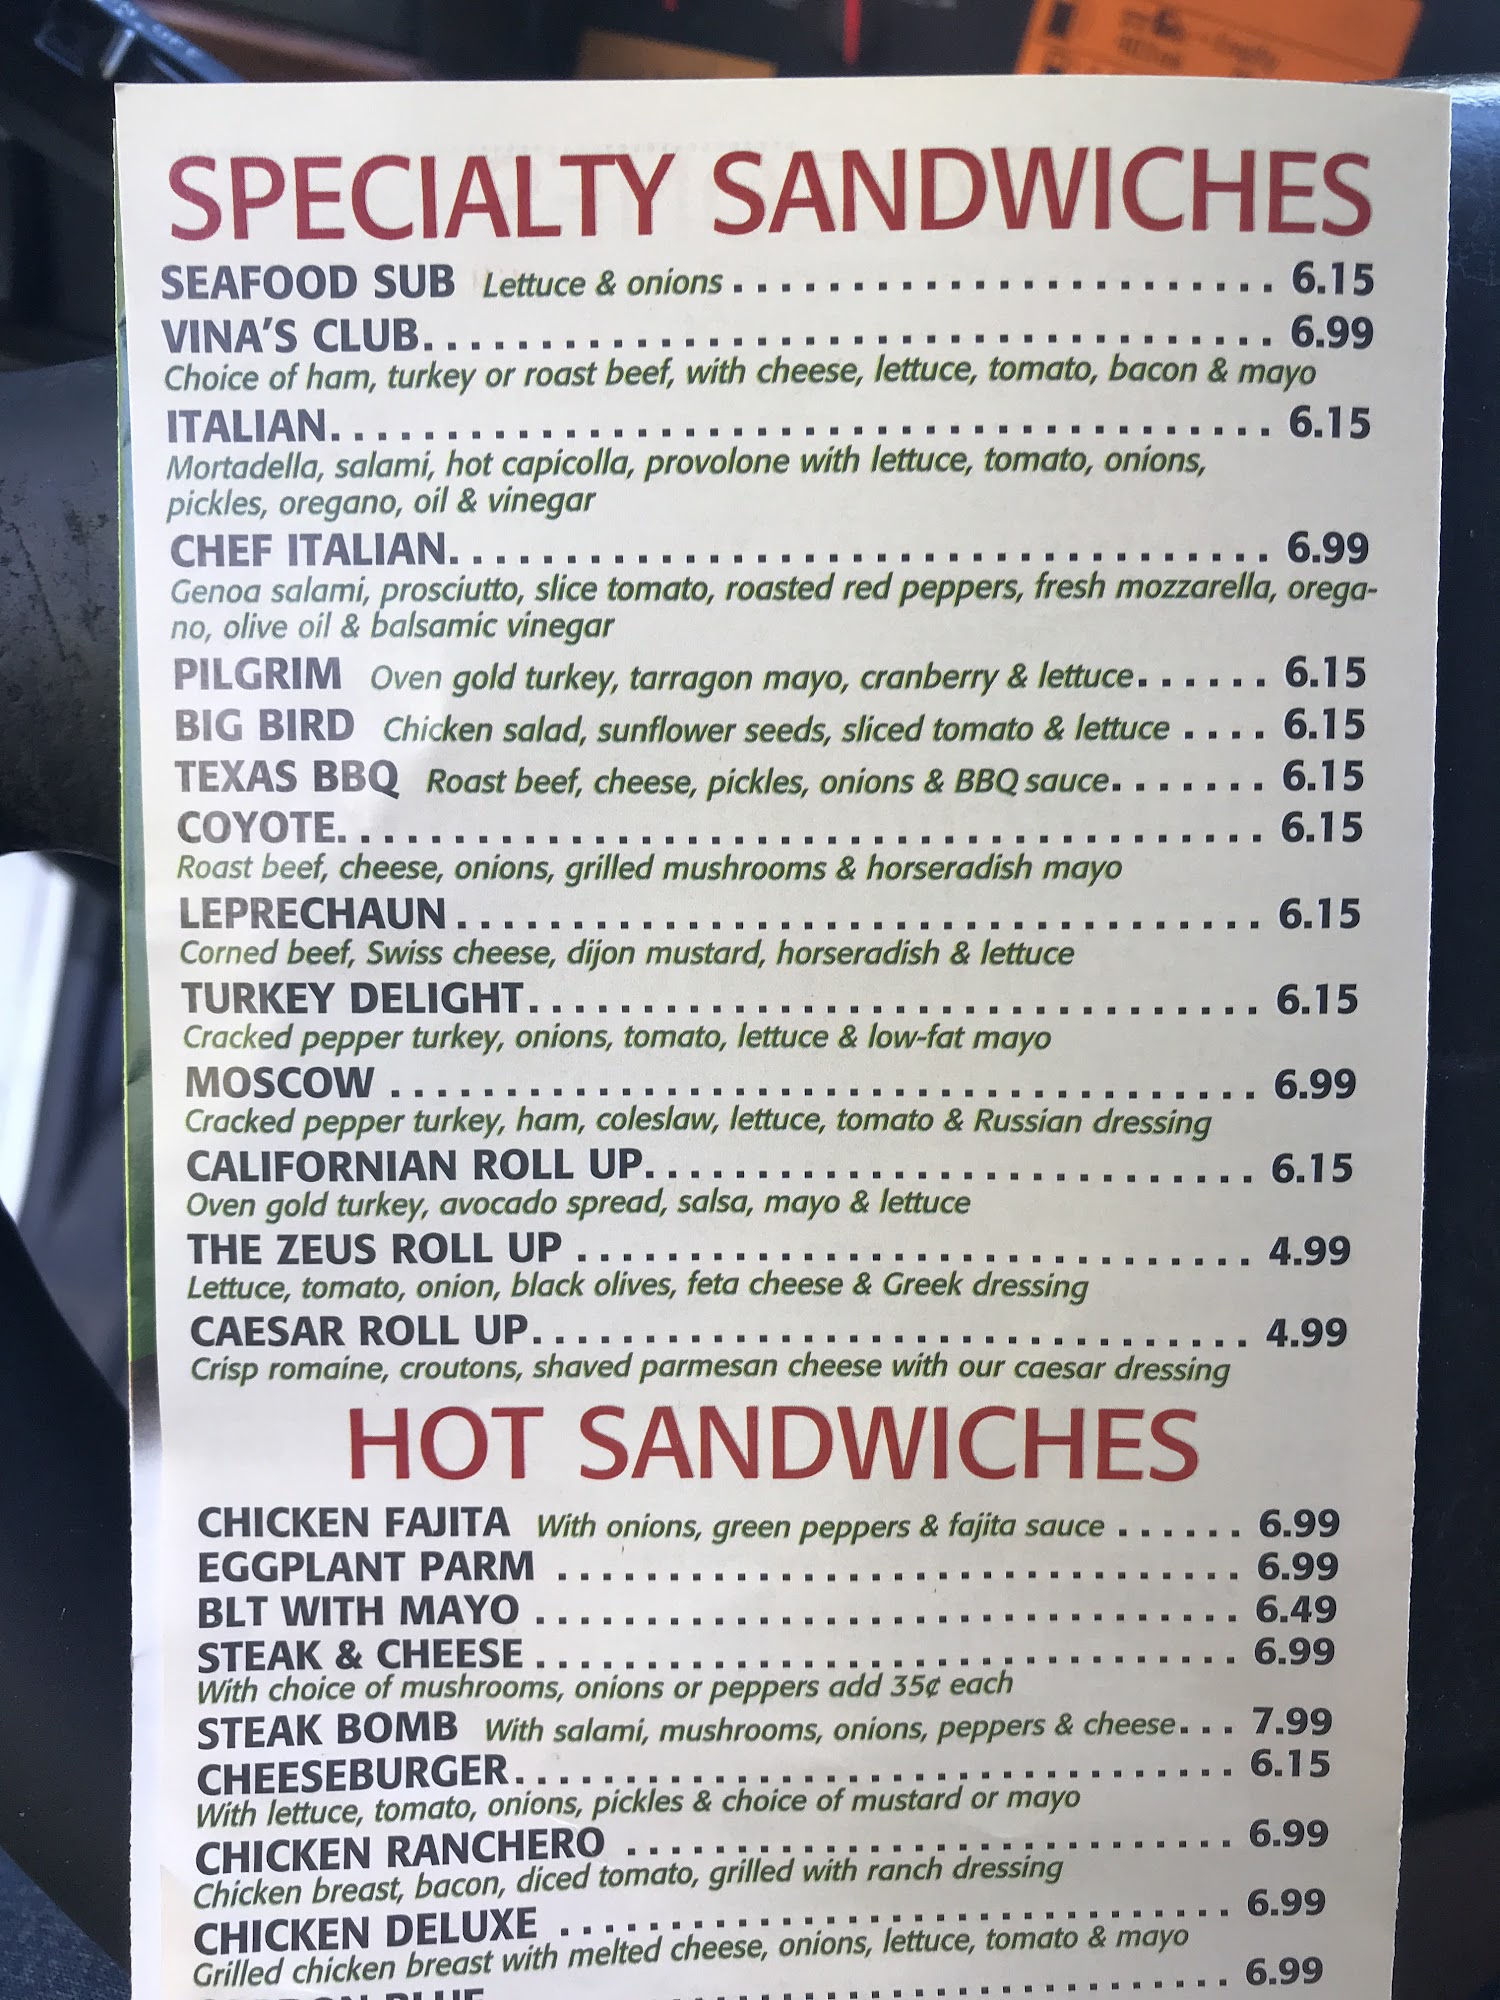 SPECIALTY SANDWICHES
SEAFOOD SUB Lettuce & onions . . . . . . . . . . . . . . . . . . . . . . . 6.15
VINA'S CLUB. . . . . . . . . . . . . . . . . . . . . . . . . . . . . . . . . . . . 6.99
Choice of ham, turkey or roast beef, with cheese, lettuce, tomato, bacon & mayo
ITALIAN. . . . . . . . . . . . . . . . . . . . . . . . . . . . . . . . . . . . . . . . 6.15
Mortadella, salami, hot capicolla, provolone with lettuce, tomato, onions,
pickles, oregano, oil & vinegar
CHEF ITALIAN. . . . . . . . . . . . . . . . . . . . . . . . . . . . . . . . . . . 6.99
Genoa salami, prosciutto, slice tomato, roasted red peppers, fresh mozzarella, orega-
no, olive oil & balsamic vinegar
PILGRIM Oven gold turkey, tarragon mayo, cranberry & lettuce. . . . . . 6.15
BIG BIRD Chicken salad, sunflower seeds, sliced tomato & lettuce . . . . 6.15
TEXAS BBQ Roast beef, cheese, pickles, onions & BBQ sauce. . . . . . . 6.15
COYOTE. . . . . . . . . . . . . . . . . . . . . . . . . . . . . . . . . . . . . . . . 6.15
Roast beef, cheese, onions, grilled mushrooms & horseradish mayo
LEPRECHAUN . . . . . . . . . . . . . . . . . . . . . . . . . . . . . . . . . . . 6.15
Corned beef, Swiss cheese, dijon mustard, horseradish & lettuce
TURKEY DELIGHT. . . . . . . . . . . . . . . . . . . . . . . . . . . . . . . . 6.15
Cracked pepper turkey, onions, tomato, lettuce & low-fat mayo
MOSCOW . . . . . . . . . . . . . . . . . . . . . . . . . . . . . . . . . . . . . . 6.99
Cracked pepper turkey, ham, coleslaw, lettuce, tomato & Russian dressing
CALIFORNIAN ROLL UP. . . . . . . . . . . . . . . . . . . . . . . . . . . 6.15
Oven gold turkey, avocado spread, salsa, mayo & lettuce
THE ZEUS ROLL UP . . . . . . . . . . . . . . . . . . . . . . . . . . . . . . 4.99
Lettuce, tomato, onion, black olives, feta cheese & Greek dressing
CAESAR ROLL UP. . . . . . . . . . . . . . . . . . . . . . . . . . . . . . . . 4.99
Crisp romaine, croutons, shaved parmesan cheese with our caesar dressing
HOT SANDWICHES
CHICKEN FAJITA With onions, green peppers & fajita sauce . . . . . . 6.99
EGGPLANT PARM . . . . . . . . . . . . . . . . . . . . . . . . . . . . . . . 6.99
BLT WITH MAYO . . . . . . . . . . . . . . . . . . . . . . . . . . . . . . . . 6.49
STEAK & CHEESE . . . . . . . . . . . . . . . . . . . . . . . . . . . . . . . . 6.99
With choice of mushrooms, onions or peppers add 35¢ each
STEAK BOMB With salami, mushrooms, onions, peppers & cheese. . . 7.99
CHEESEBURGER. . . . . . . . . . . . . . . . . . . . . . . . . . . . . . . . . 6.15
With lettuce, tomato, onions, pickles & choice of mustard or mayo
CHICKEN RANCHERO . . . . . . . . . . . . . . . . . . . . . . . . . . . . 6.99
Chicken breast, bacon, diced tomato, grilled with ranch dressing
CHICKEN DELUXE . . . . . . . . . . . . . . . . . . . . . . . . . . . . . . . 6.99
Grilled chicken breast with melted cheese, onions, lettuce, tomato & mayo
BLUE . . . . . . . . . . . . . . . . . . . . . . . . . . . . . . . . . 6.99